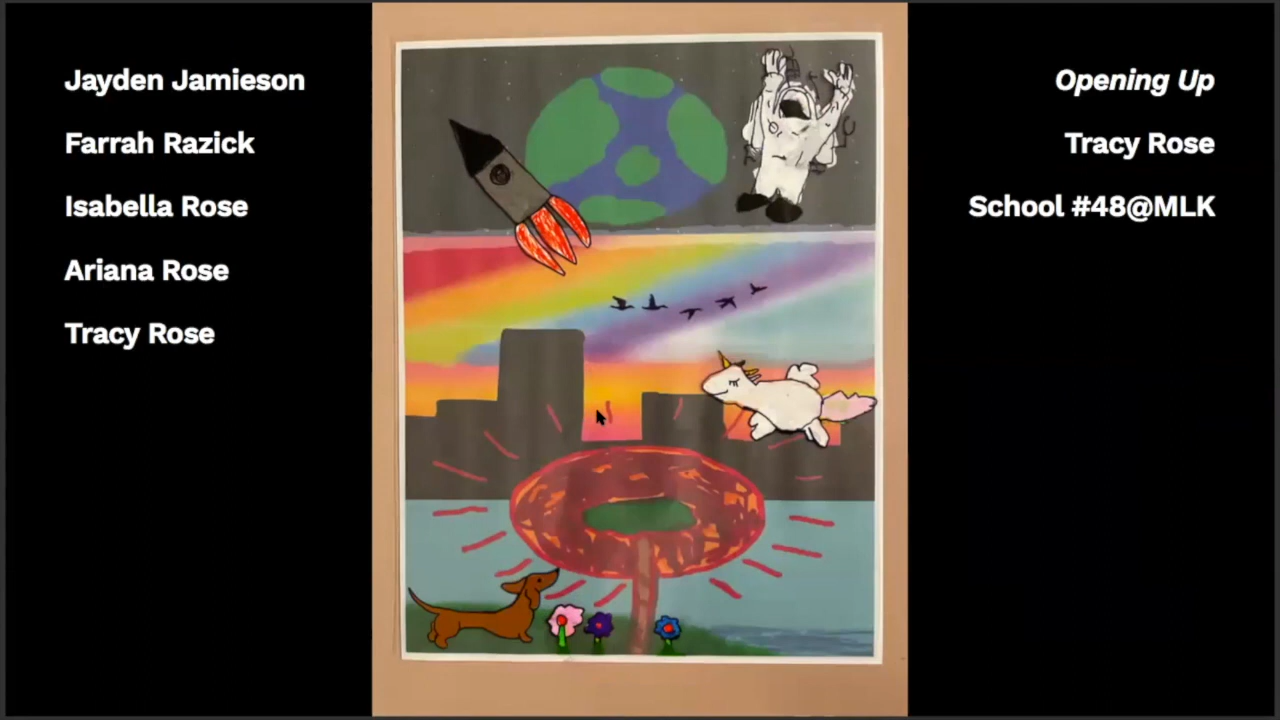 Jayden Jamieson
Farrah Razick
Isabella Rose
Ariana Rose
Tracy Rose
Opening Up
Tracy Rose
School #48@MLK